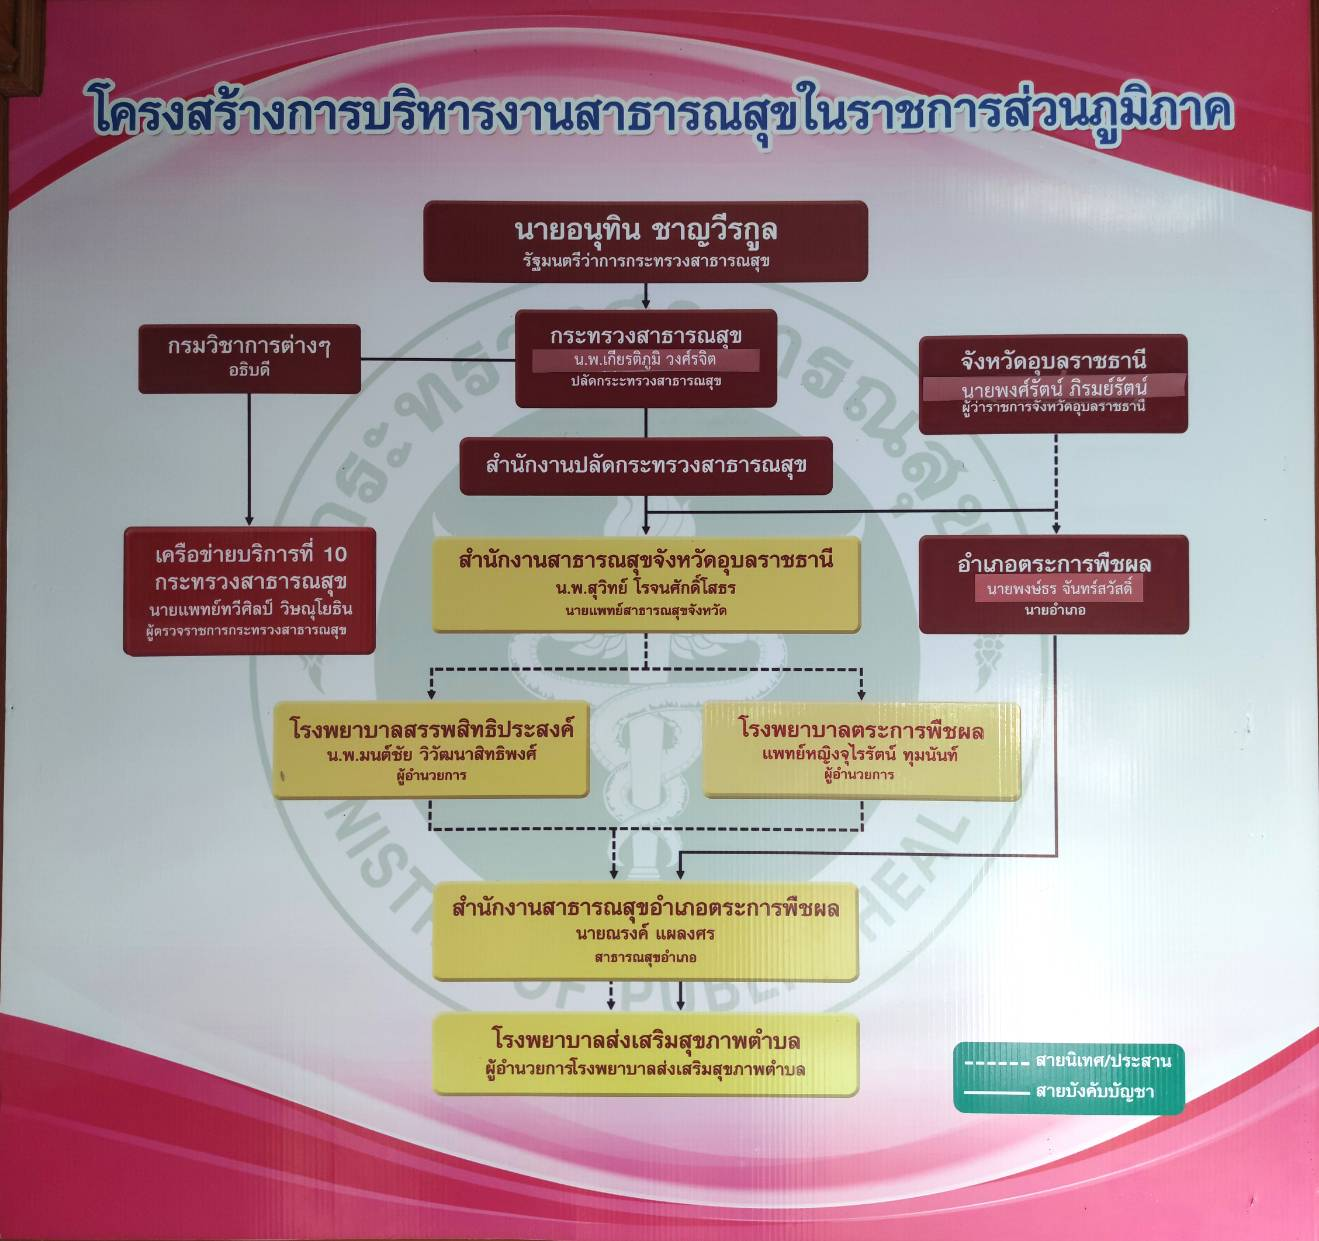 โครงสร้างการบริหารงานสาธารณสุขในราชการส่วนภูมิภาค
นายอนุทิน ชาญวีรกูล
รัฐมนตรีว่าการกระทรวงสาธารณสุข
กรมวิชาการต่างๆ
อธิบดี
กระทรวงสาธารณสุข
น.พ.เกียรติภูมิ วงศ์รจิต
ปลัดกระะทรวงสาธารณสุข
จังหวัดอุบลราชธานี
นายพงศ์รัตน์ ภิรมย์รัตน์
ผู้ว่าราชการจังหวัดอุบลราชธานี
สำนักงานปลัดกระทรวงสาธารณสุข
เครือข่ายบริการที่ 10
กระทรวงสาธารณสุข
นายแพทย์ทวีศิลป์ วิษณุโยธิน
ผู้ตรวจราชการกระทรวงสาธารณสุข
สำนักงานสาธารณสุขจังหวัดอุบลราชธานี
น.พ.สุวิทย์ โรจนศักดิ์โสธร
นายแพทย์สาธารณสุขจังหวัด
อำเภอตระการพืชผล
นายพงษ์ธร จันทร์สวัสดิ์
นายอำเภอ
โรงพยาบาลสรรพสิทธิประสงค์
น.พ.มนต์ชัย วิวัฒนาสิทธิพงศ์
ผู้อำนวยการ
โรงพยาบาลตระการพืชผล
แพทย์หญิงจุไรรัตน์ ทุมนันท์
ผู้อำนวยการ
สำนักงานสาธารณสุขอำเภอตระการพืชผล
นายณรงค์ แผลงศร
สาธารณสุขอำเภอ
โรงพยาบาลส่งเสริมสุขภาพตำบล
ผู้อำนวยการโรงพยาบาลส่งเสริมสุขภาพตำบล
สายนิเทศ/ประสาน
สายบังคับบัญชา
กระทรวงสาธารณสุข
NISTR OF PUBLIC HEAL